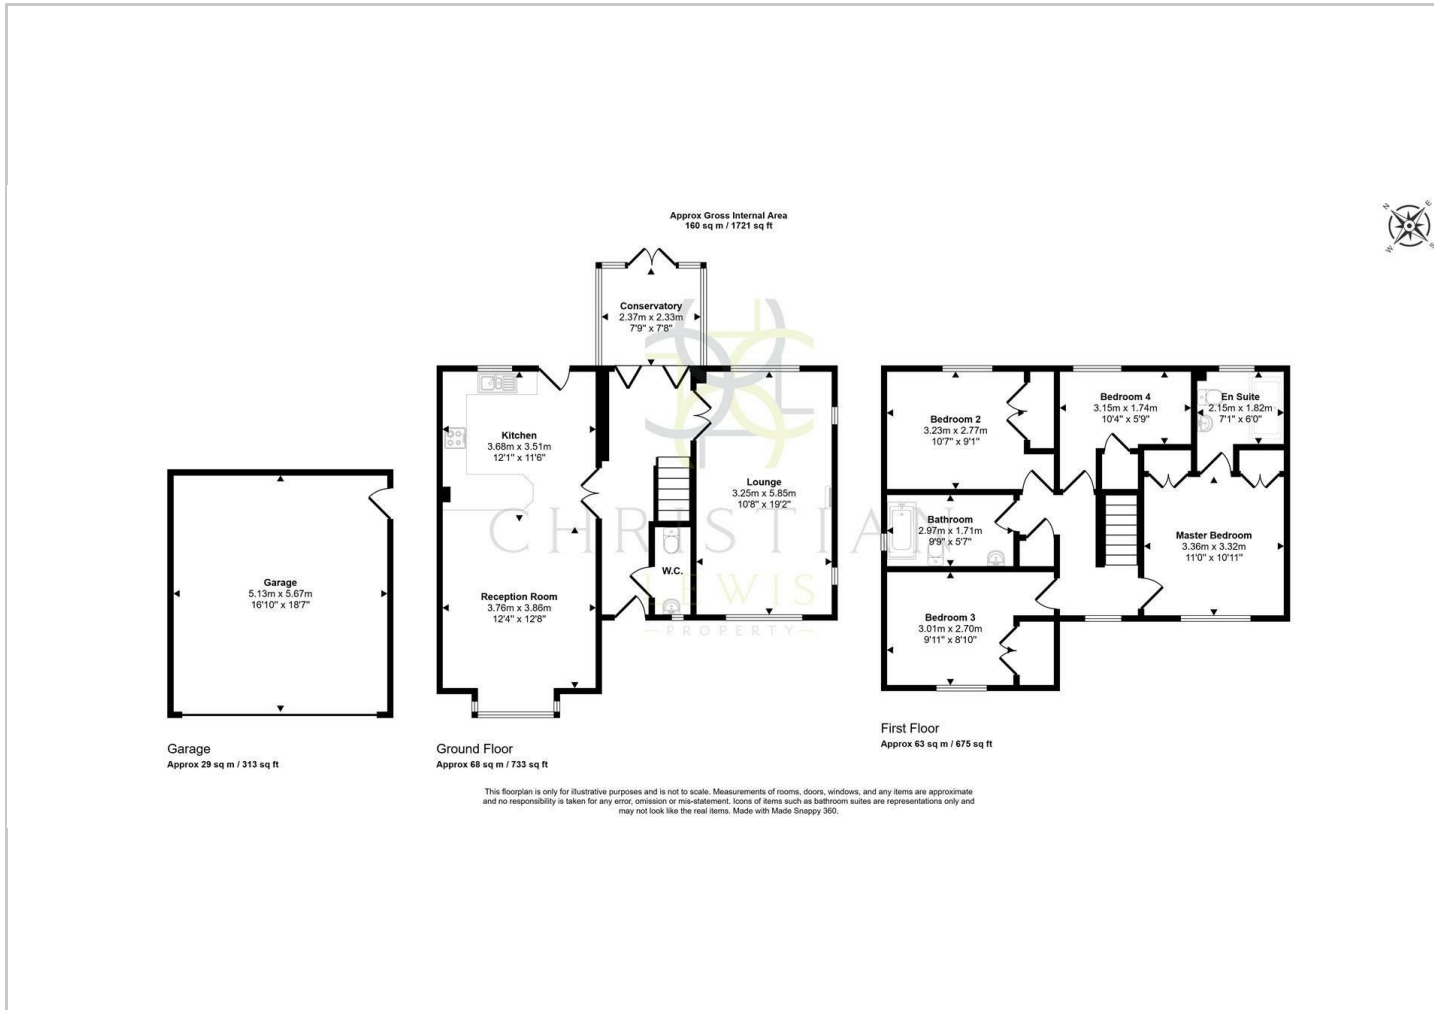 Approx Gross Internal Area
160 sq m / 1721 sq ft
N
E
W
S
Conservatory
2.37m x 2.33m
7'9" x 7'8"
Kitchen
3.68m x 3.51m
12'1" x 11'6"
Lounge
3.25m x 5.85m
10'8" x 19'2"
W.C.
Reception Room
3.76m x 3.86m
12'4" x 12'8"
Garage
5.13m x 5.67m
16'10" x 18'7"
Bedroom 2
3.23m x 2.77m
10'7" x 9'1"
Bedroom 4
3.15m x 1.74m
10'4" x 5'9"
En Suite
2.15m x 1.82m
7'1" x 6'0"
Bathroom
2.97m x 1.71m
9'9" x 5'7"
Master Bedroom
3.36m x 3.32m
11'0" x 10'11"
Bedroom 3
3.01m x 2.70m
9'11" x 8'10"
CHRISTIAN
LEWIS
PROPERTY
Garage
Approx 29 sq m / 313 sq ft
Ground Floor
Approx 68 sq m / 733 sq ft
First Floor
Approx 63 sq m / 675 sq ft
This floorplan is only for illustrative purposes and is not to scale. Measurements of rooms, doors, windows, and any items are approximate
and no responsibility is taken for any error, omission or mis-statement. Icons of items such as bathroom suites are representations only and
may not look like the real items. Made with Made Snappy 360.